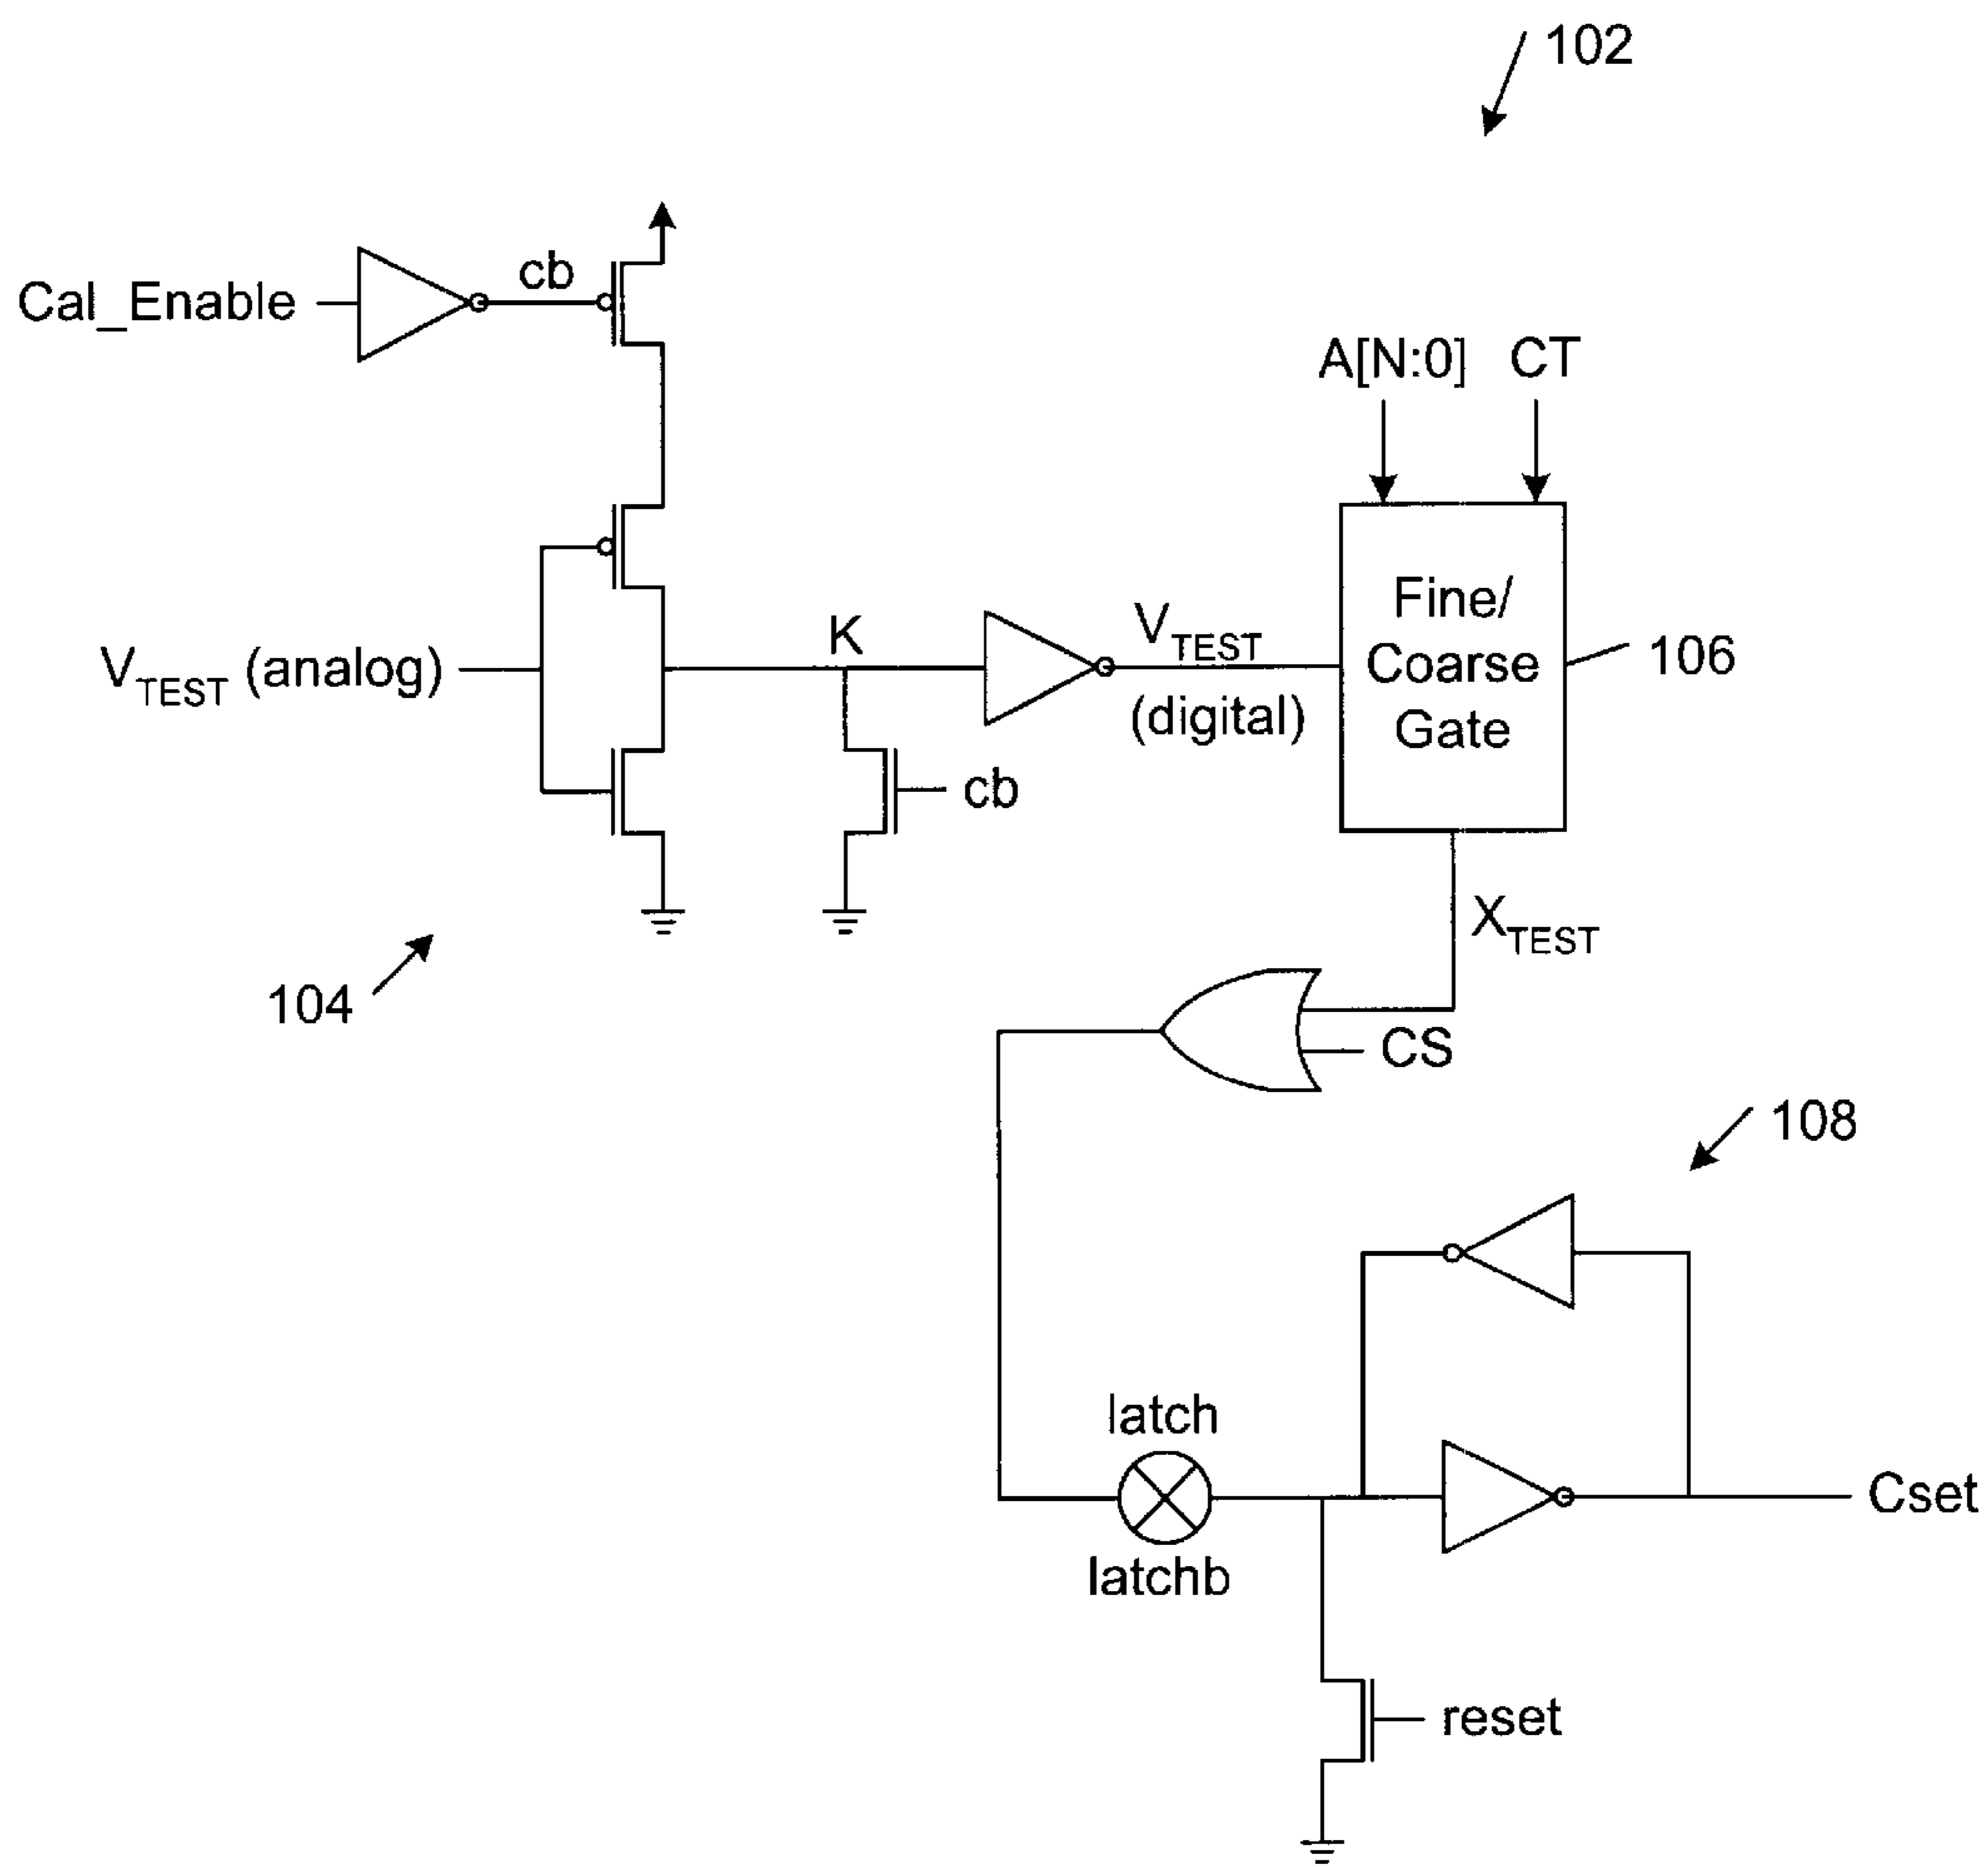 102
Cal_Enable
cb
A[N:0] CT
Fine/
Coarse
Gate
106
VTEST (analog)
K
VTEST
(digital)
cb
XTEST
104
CS
108
latch
latchb
Cset
reset